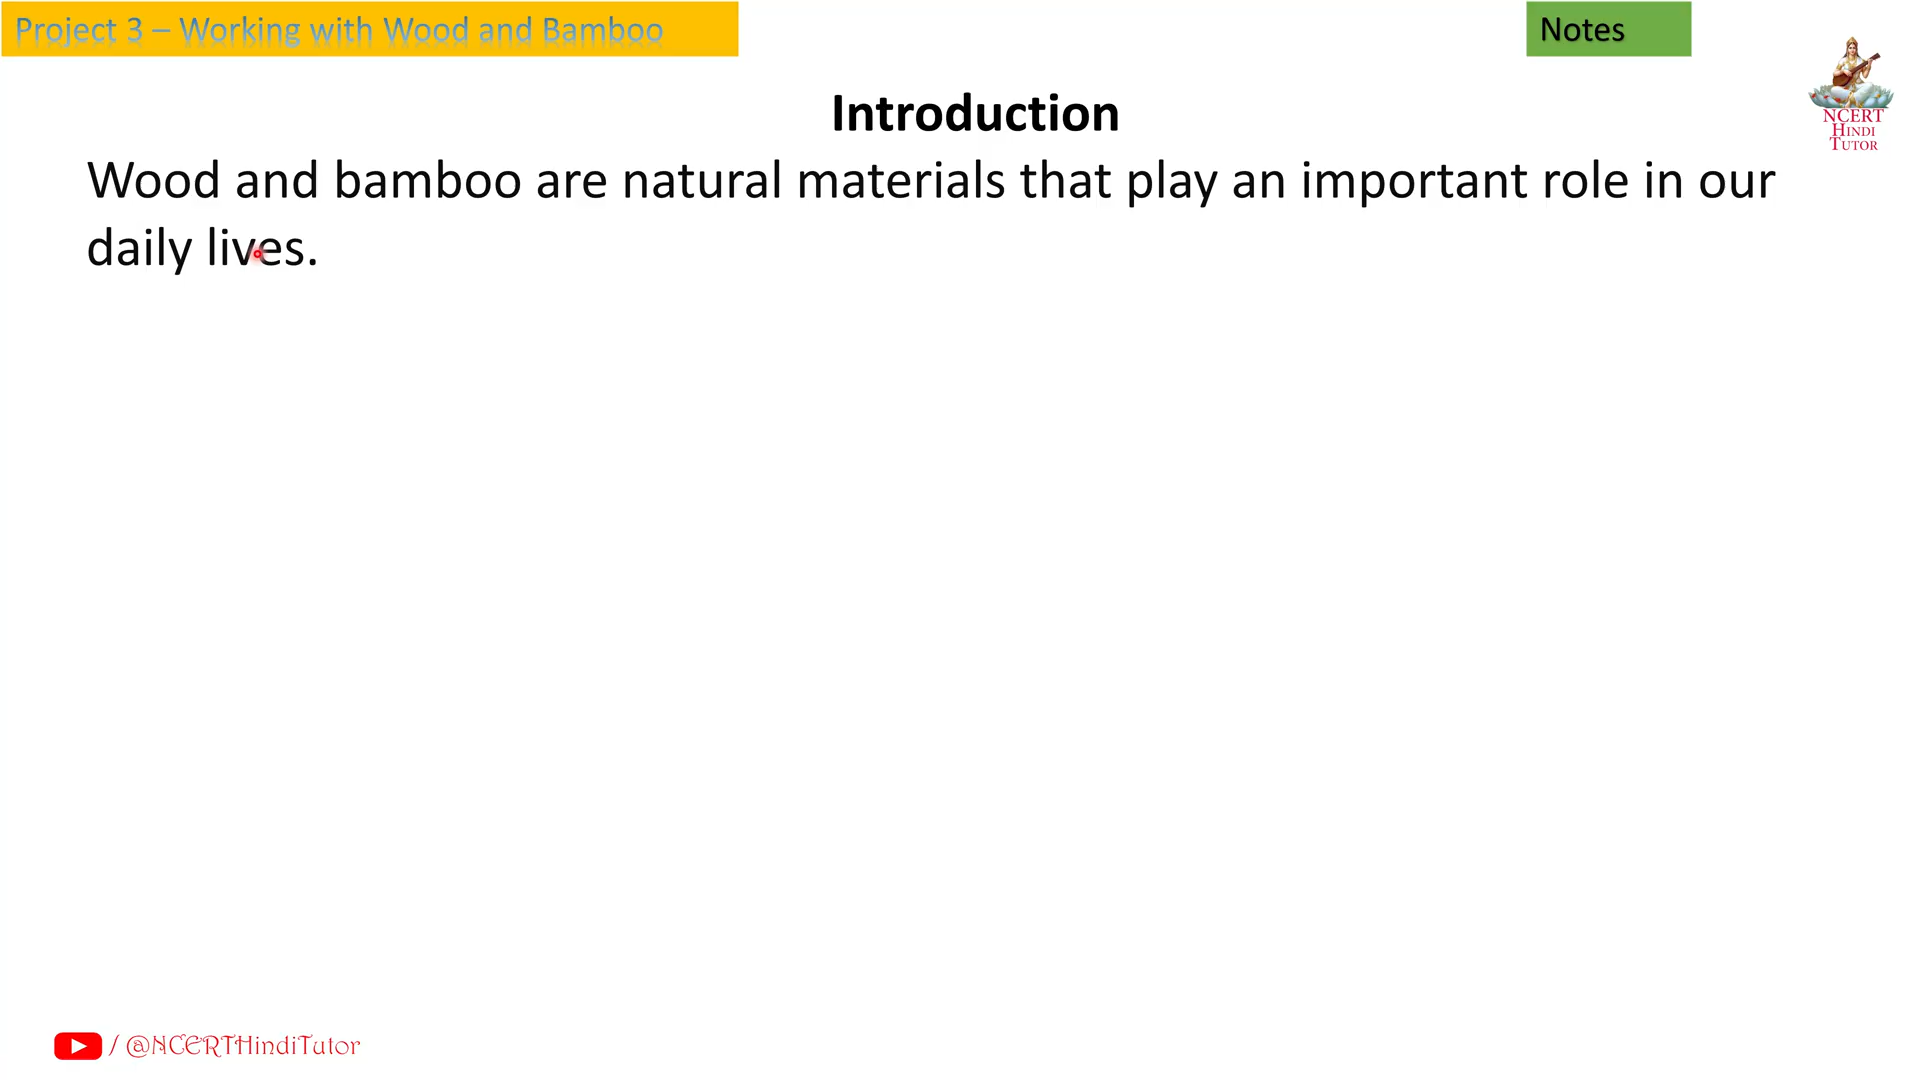 Project 3 – Working with Wood and Bamboo
Notes
NCERT
HINDI
TUTOR
Introduction
Wood and bamboo are natural materials that play an important role in our
daily lives.
/ @NCERTHindiTutor